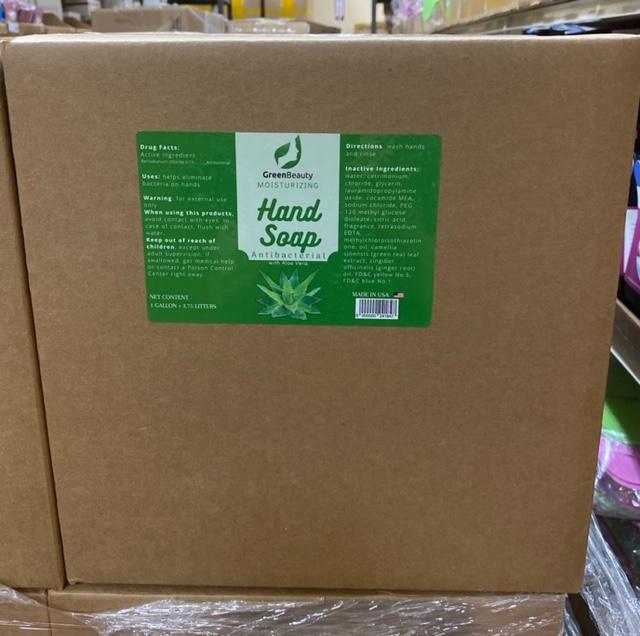 Drug Facts:
Active ingredient
Benzalkonium chloride 0.13......Antibacterial
Uses: helps eliminate
bacteria on hands
Warning for external use
only
When using this products,
avoid contact with eyes. In
case of contact, flush with
water.
Keep out of reach of
children, except under
adult supervision. If
swallowed, get medical help
or contact a Poison Control
Center right away.
NET CONTENT
1 GALLON • 3.75 LITTERS
GreenBeauty
MOISTURIZING
Hand
Soap
Antibacterial
with Aloe Vera
Directions wash hands
and rinse
Inactive ingredients:
water, cetrimonium
chloride, glycerin,
lauramidopropylamine
oxide, cocamide MEA,
sodium chloride, PEG
120 methyl glucose
dioleate, citric acid,
fragrance, tetrasodium
EDTA,
methylchloroisothiazolin
one, oil, camellia
sinensis (green tea) leaf
extract, zingiber
officinalis (ginger root)
oil, FD&C yellow No.5,
FD&C blue No.1
MADE IN USA